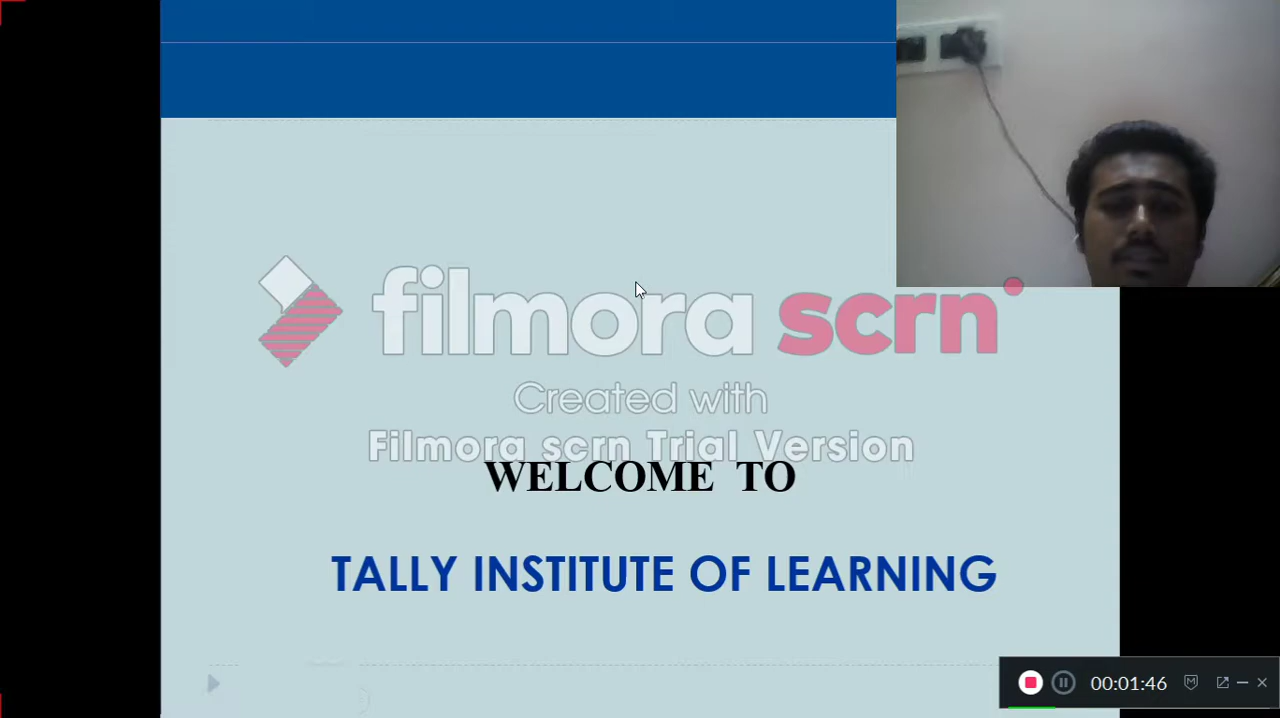 filmora scrn
Created with
Filmora scrn Trial Version
WELCOME TO
TALLY INSTITUTE OF LEARNING
00:01:46